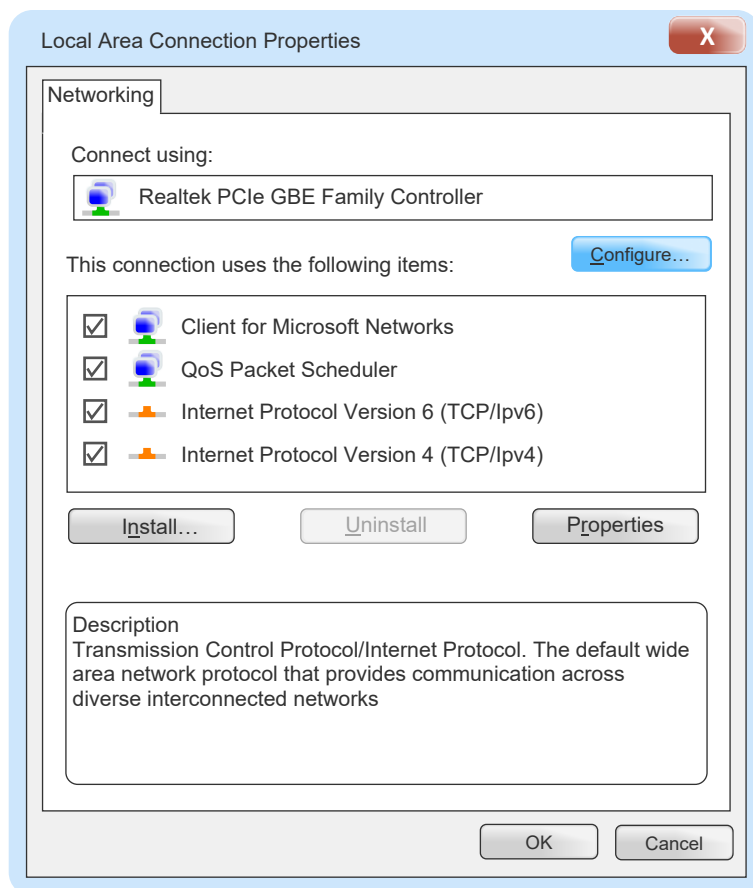 Local Area Connection Properties
X
Networking
Connect using:
Realtek PCIe GBE Family Controller
Configure…
This connection uses the following items:
Client for Microsoft Networks
QoS Packet Scheduler
Internet Protocol Version 6 (TCP/Ipv6)
Internet Protocol Version 4 (TCP/Ipv4)
Install…
Uninstall
Properties
Description
Transmission Control Protocol/Internet Protocol. The default wide
area network protocol that provides communication across
diverse interconnected networks
OK
Cancel